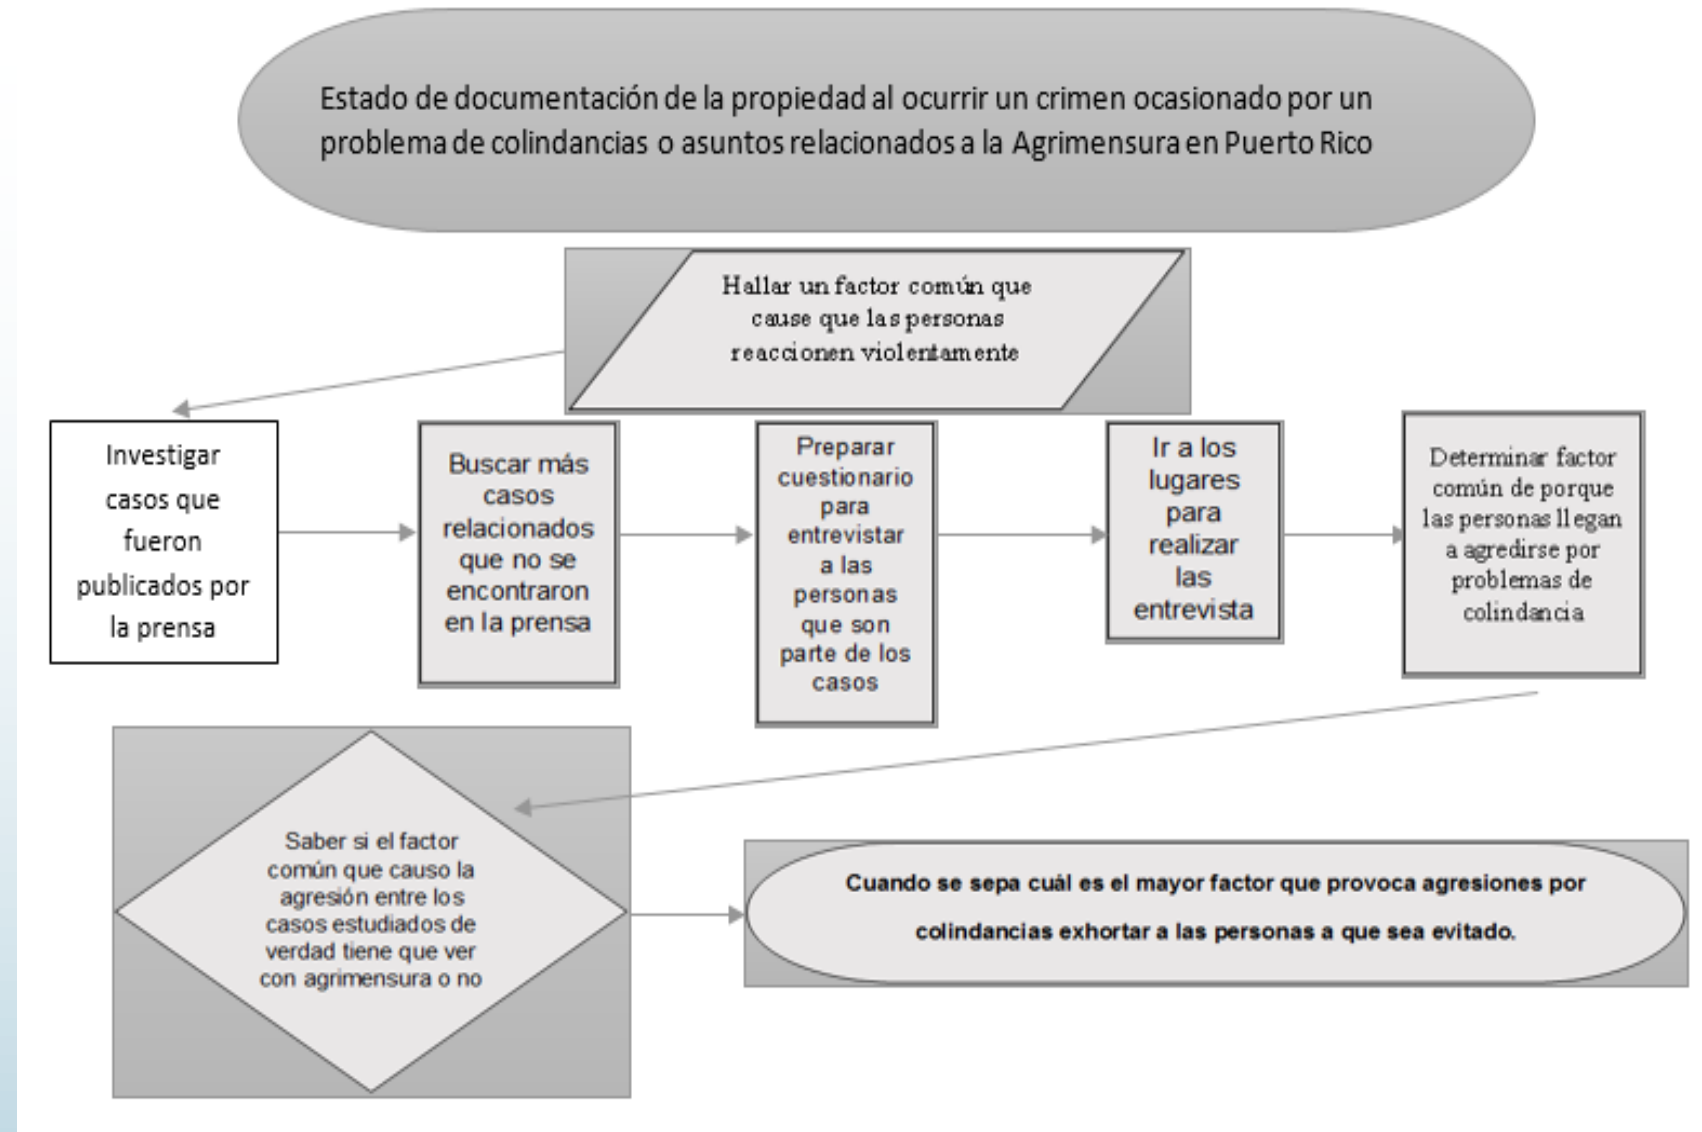 Estado de documentación de la propiedad al ocurrir un crimen ocasionado por un
problema de colindancias o asuntos relacionados a la Agrimensura en Puerto Rico
Hallar un factor común que
cause que las personas
reaccionen violentamente
Investigar
casos que
fueron
publicados por
la prensa
Buscar más
casos
relacionados
que no se
encontraron
en la prensa
Preparar
cuestionario
para
entrevistar
a las
personas
que son
parte de los
casos
Ir a los
lugares
para
realizar
las
entrevista
Determinar factor
común de porque
las personas llegan
a agredirse por
problemas de
colindancia
Saber si el factor
común que causo la
agresión entre los
casos estudiados de
verdad tiene que ver
con agrimensura o no
Cuando se sepa cuál es el mayor factor que provoca agresiones por
colindancias exhortar a las personas a que sea evitado.